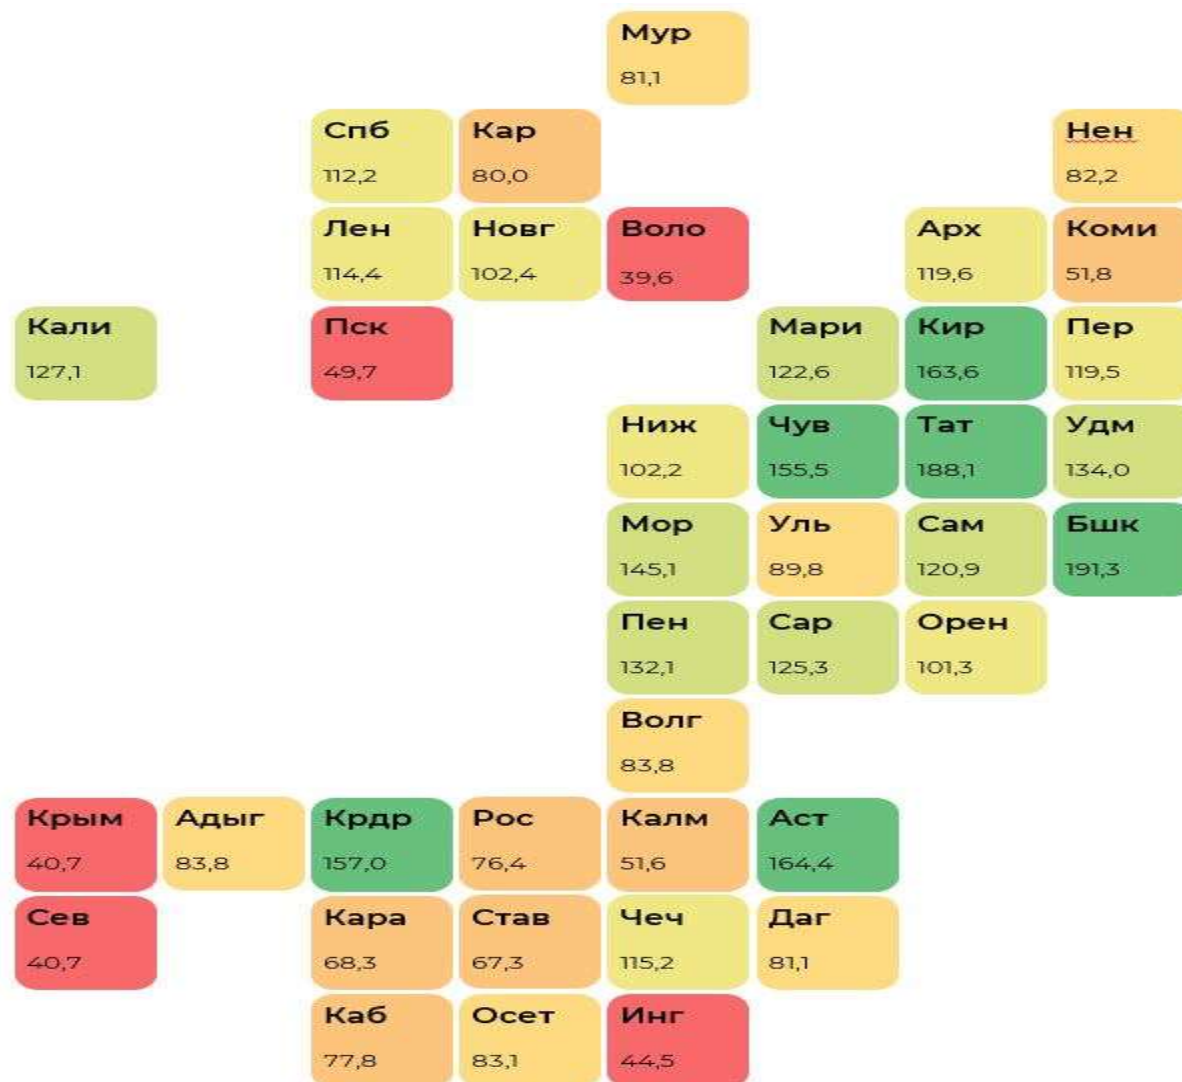 Мур
81,1
Спб
112,2
Кар
80,0
Нен
82,2
Лен
114,4
Новг
102,4
Воло
39,6
Арх
119,6
Коми
51,8
Кали
127,1
Пск
49,7
Мари
122,6
Кир
163,6
Пер
119,5
Ниж
102,2
Чув
155,5
Тат
188,1
Удм
134,0
Мор
145,1
Уль
89,8
Сам
120,9
Бшк
191,3
Пен
132,1
Сар
125,3
Орен
101,3
Волг
83,8
Крым
40,7
Адыг
83,8
Крдр
157,0
Рос
76,4
Калм
51,6
Аст
164,4
Сев
40,7
Кара
68,3
Став
67,3
Чеч
115,2
Даг
81,1
Каб
77,8
Осет
83,1
Инг
44,5